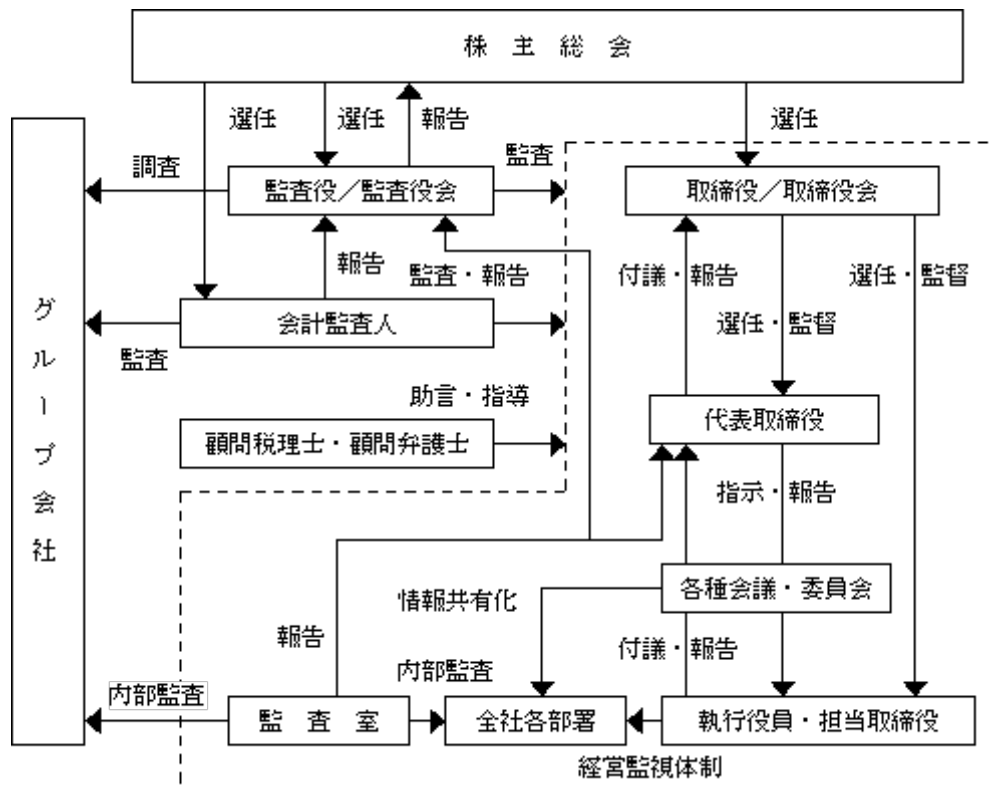 株主総会
選任
選任
報告
選任
監査
調査
監査役／監査役会
取締役／取締役会
報告
監査・報告
付議・報告
選任・監督
選任・監督
グループ会社
会計監査人
監査
助言・指導
代表取締役
顧問税理士・顧問弁護士
指示・報告
各種会議・委員会
情報共有化
報告
付議・報告
内部監査
内部監査
監査室
全社各部署
執行役員・担当取締役
経営監視体制